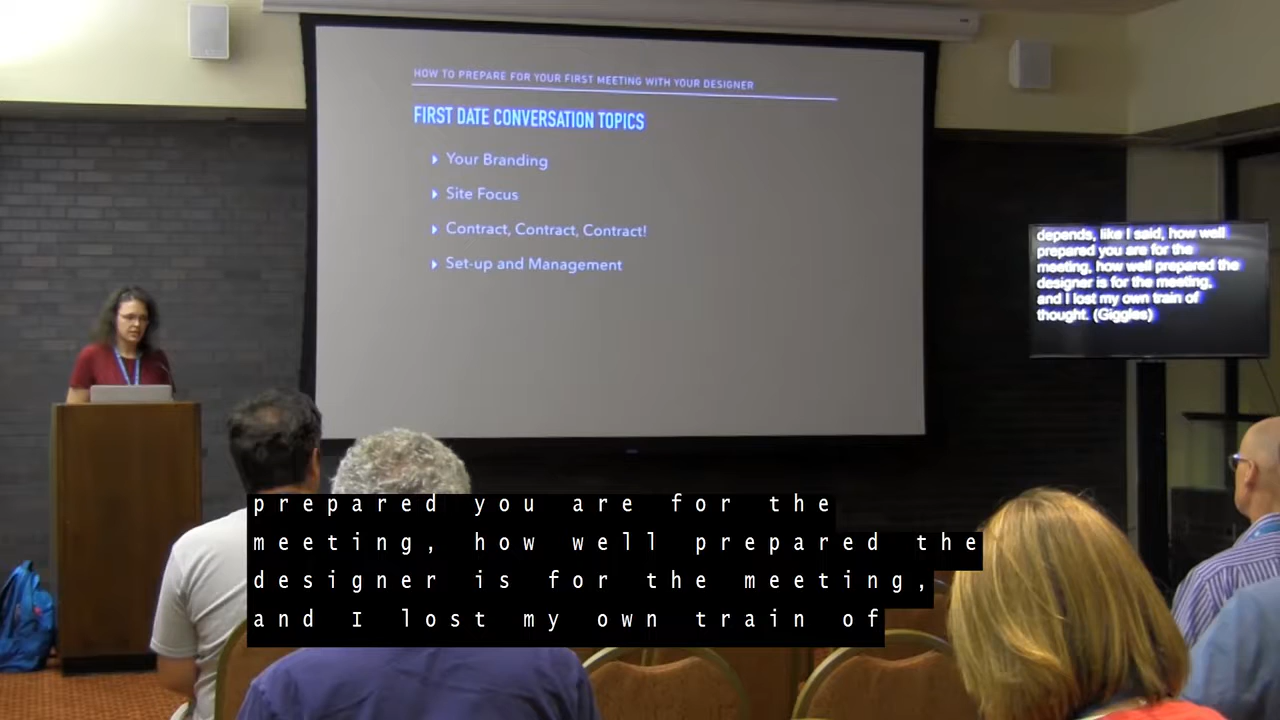 HOW TO PREPARE FOR YOUR FIRST MEETING WITH YOUR DESIGNER
FIRST DATE CONVERSATION TOPICS
Your Branding
Site Focus
Contract, Contract, Contract!
Set-up and Management
depends, like I said, how well
prepared you are for the
meeting, how well prepared the
designer is for the meeting,
and I lost my own train of
thought. (Giggles)
prepared you are for the
meeting, how well prepared the
designer is for the meeting,
and I lost my own train of